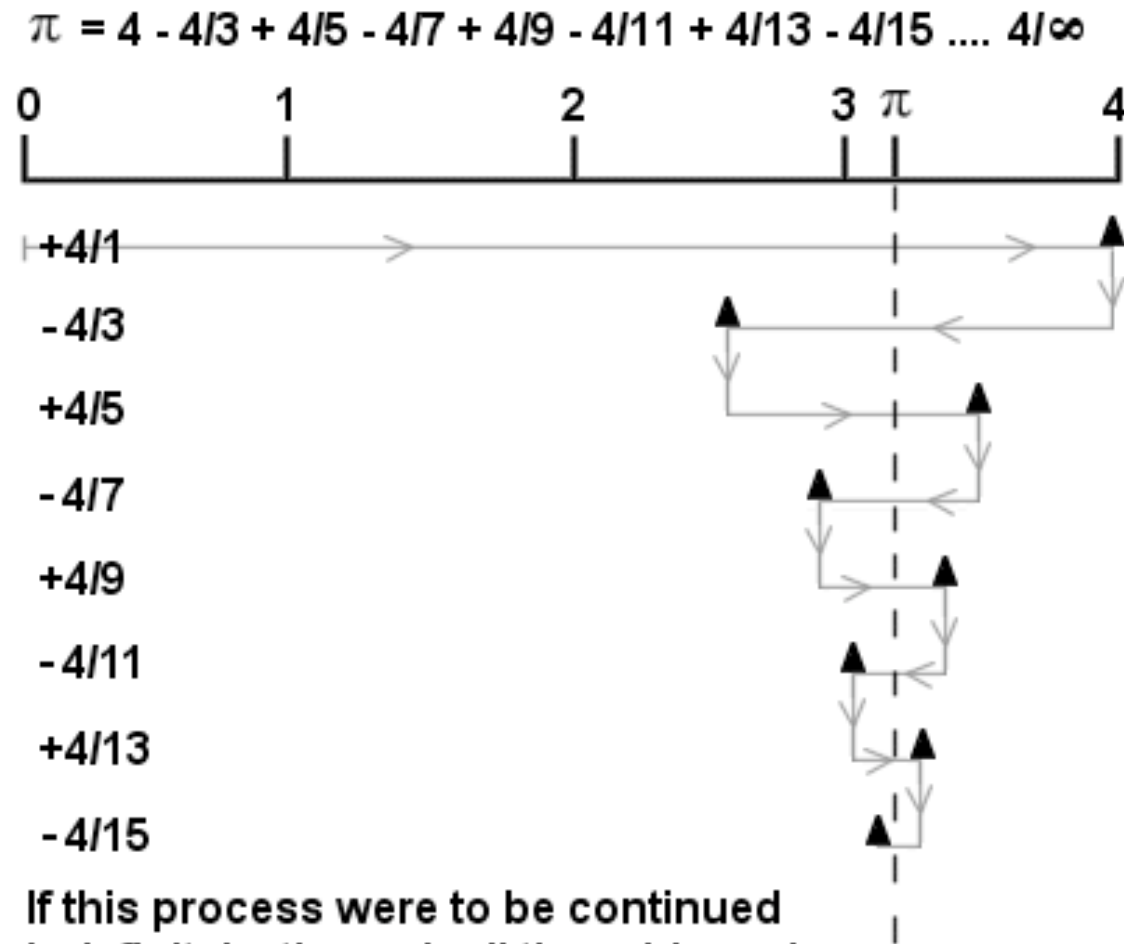 π = 4 - 4/3 + 4/5 - 4/7 + 4/9 - 4/11 + 4/13 - 4/15 .... 4/∞
0 1 2 3 π 4
+4/1
-4/3
+4/5
-4/7
+4/9
-4/11
+4/13
-4/15
If this process were to be continued